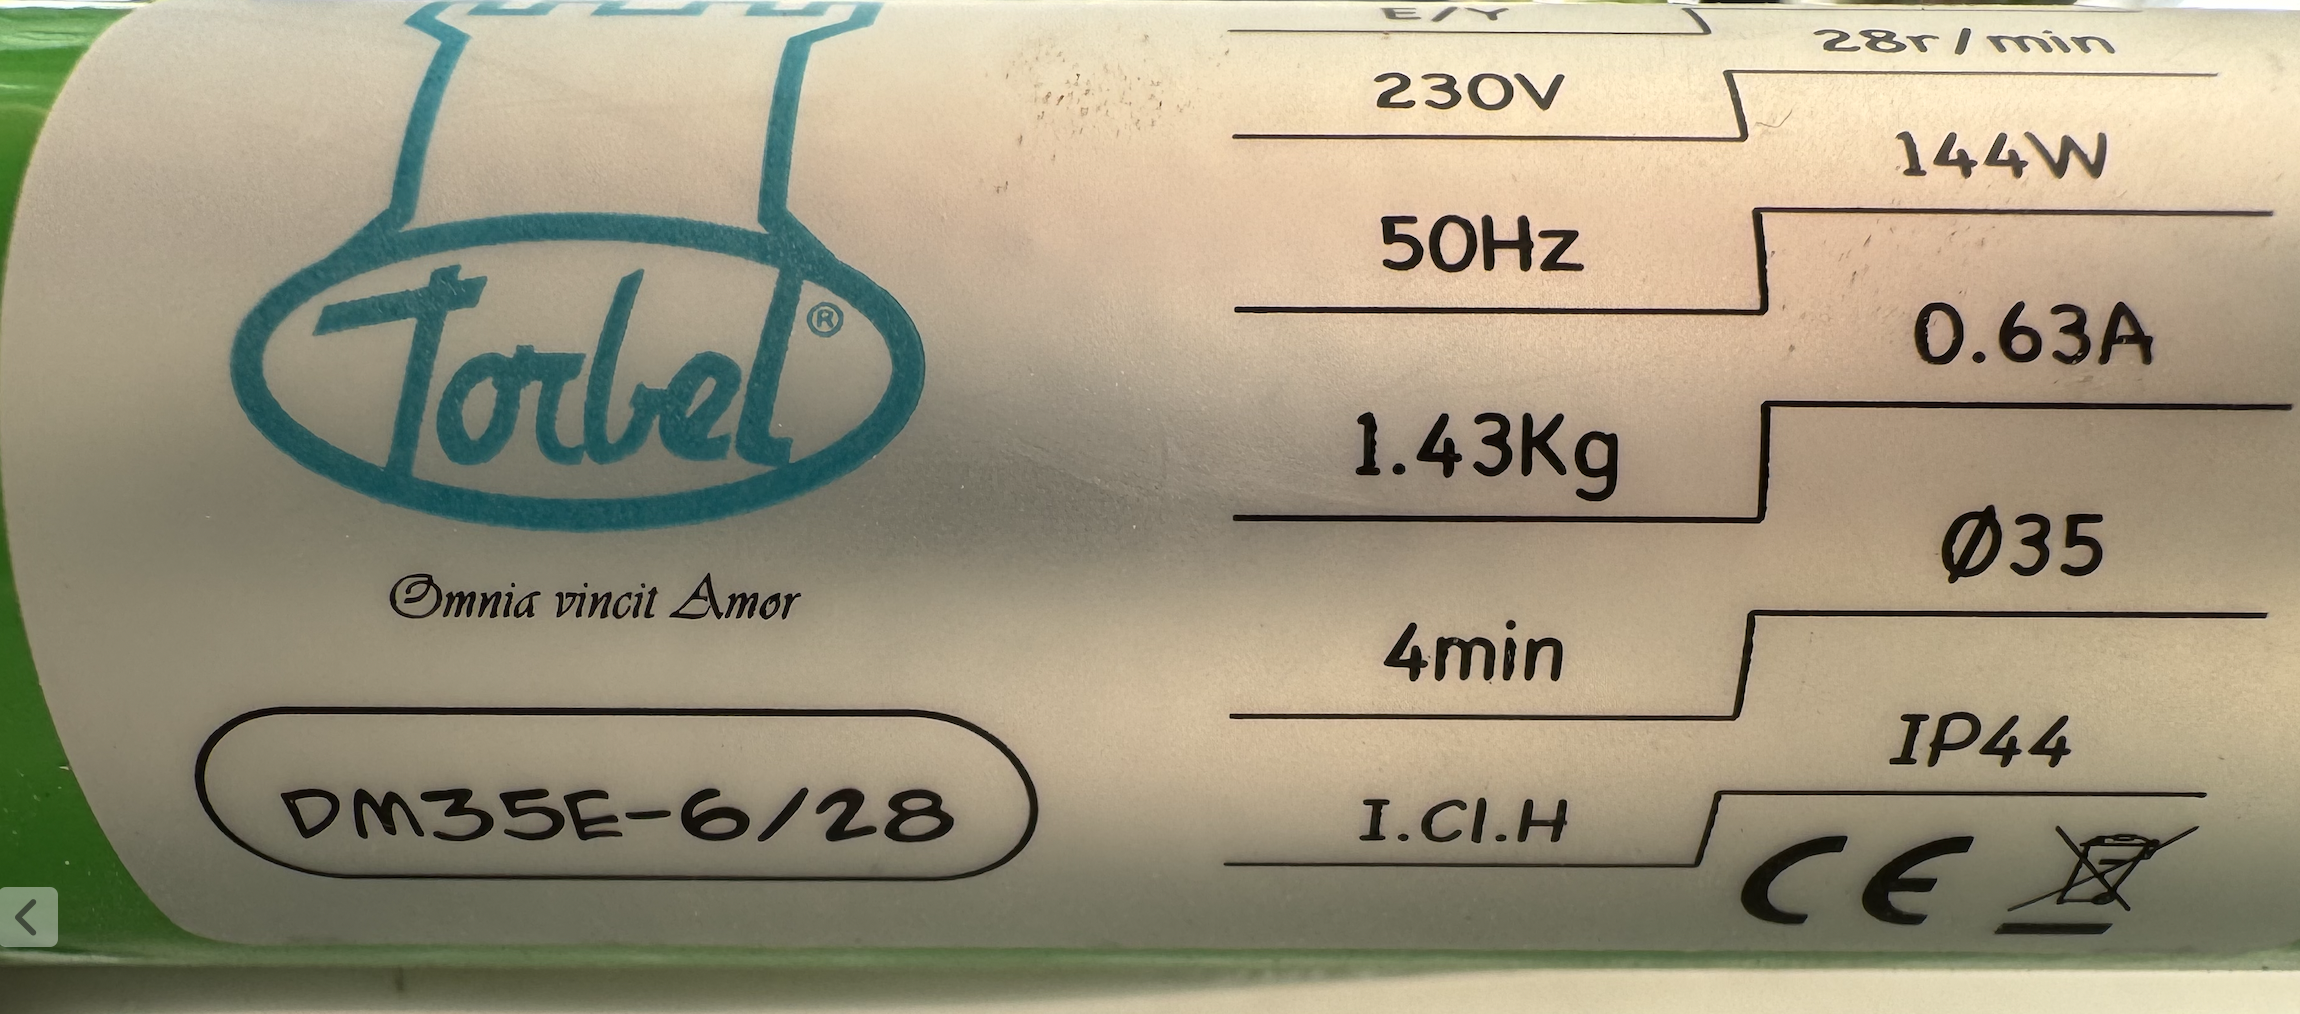 Torbel®
Omnia vincit Amor
DM35E-6/28
E/Y
28r/min
230V
144W
50Hz
0.63A
1.43Kg
Ø35
4min
IP44
I.Cl.H
CE